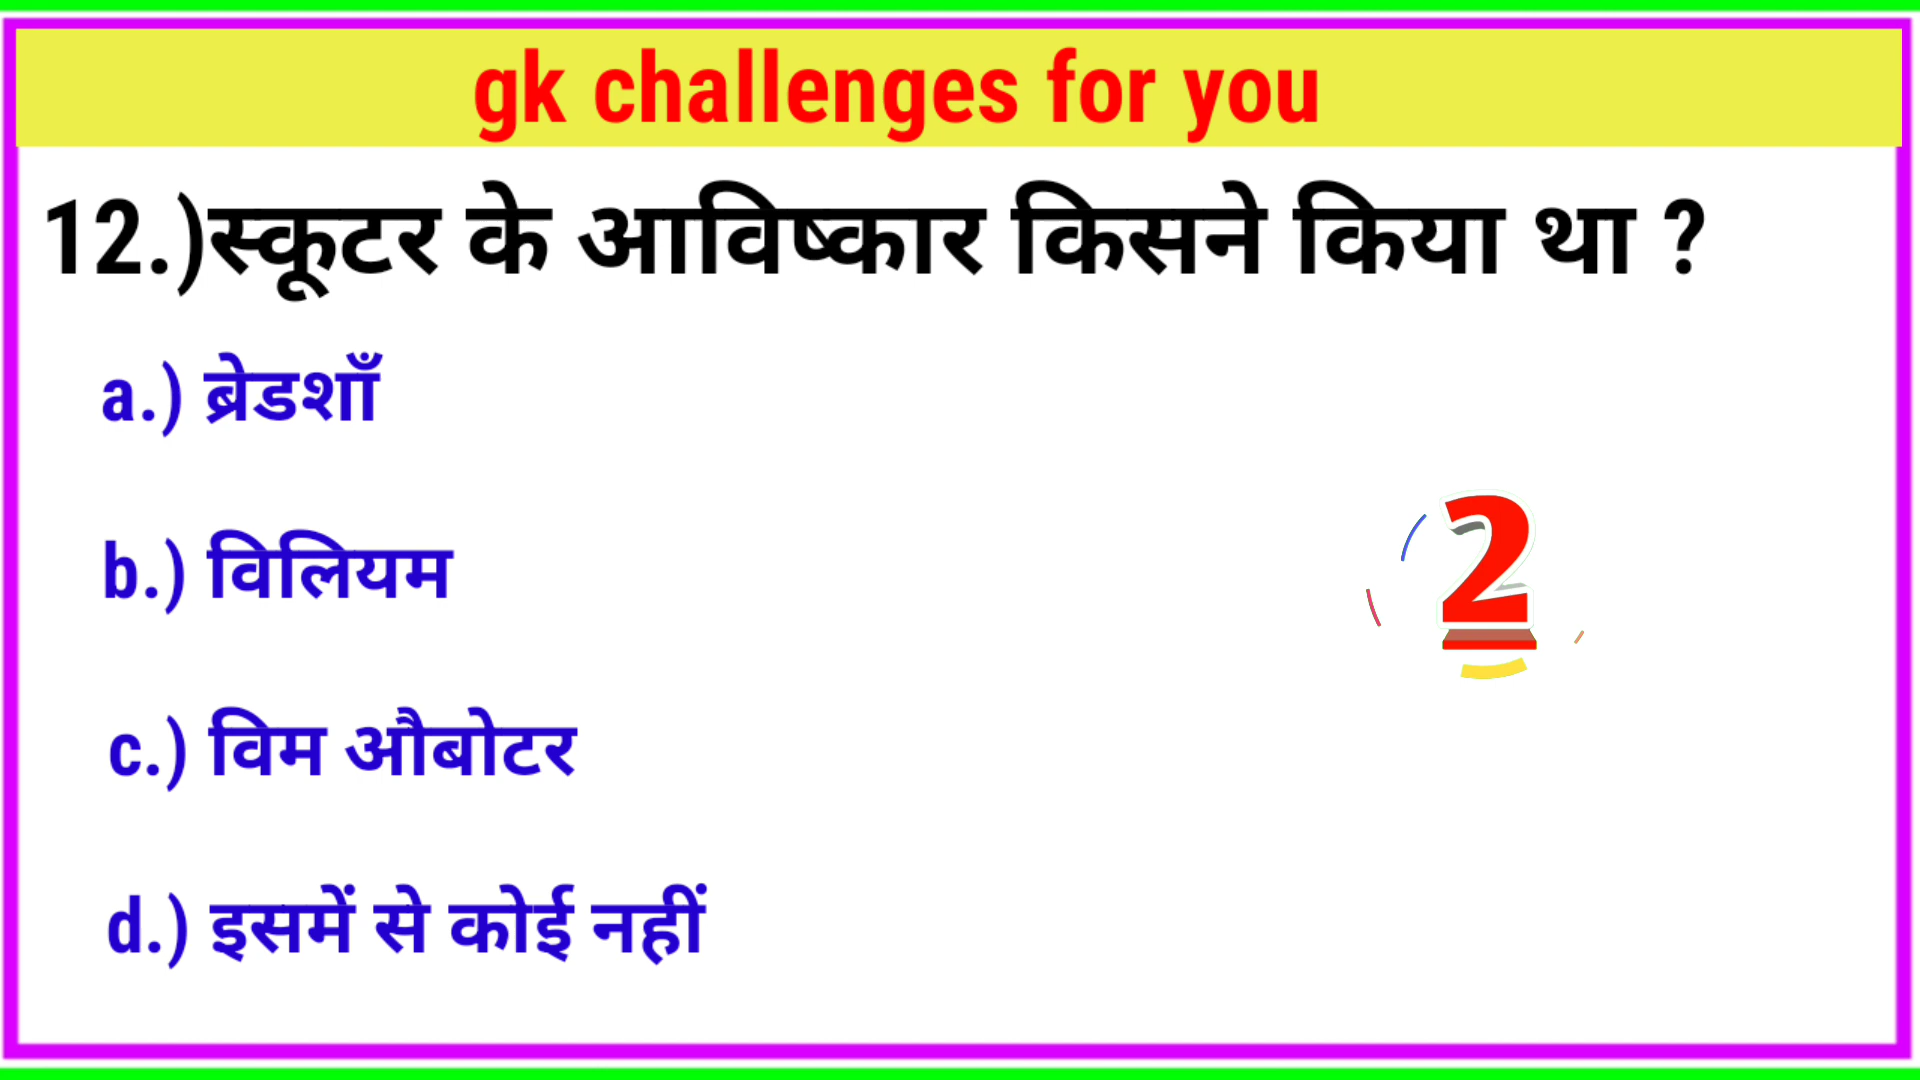 gk challenges for you
12.)स्कूटर के आविष्कार किसने किया था ?
a.) ब्रेडशाँ
b.) विलियम
2
c.) विम औबोटर
d.) इसमें से कोई नहीं